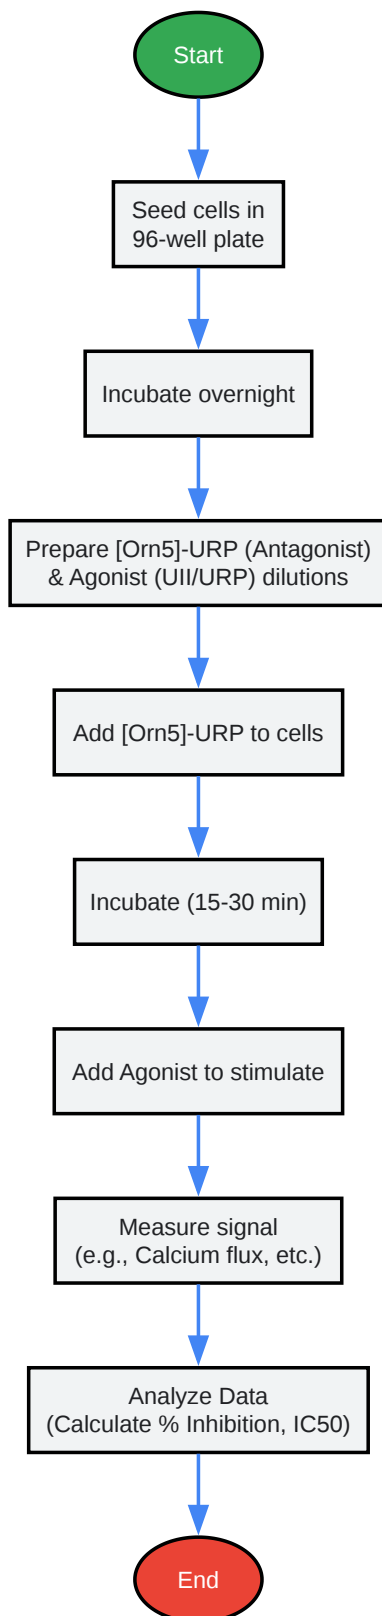 Start
Seed cells in
96-well plate
Incubate overnight
Prepare [Orn5]-URP (Antagonist)
& Agonist (UII/URP) dilutions
Add [Orn5]-URP to cells
Incubate (15-30 min)
Add Agonist to stimulate
Measure signal
(e.g., Calcium flux, etc.)
Analyze Data
(Calculate % Inhibition, IC50)
End